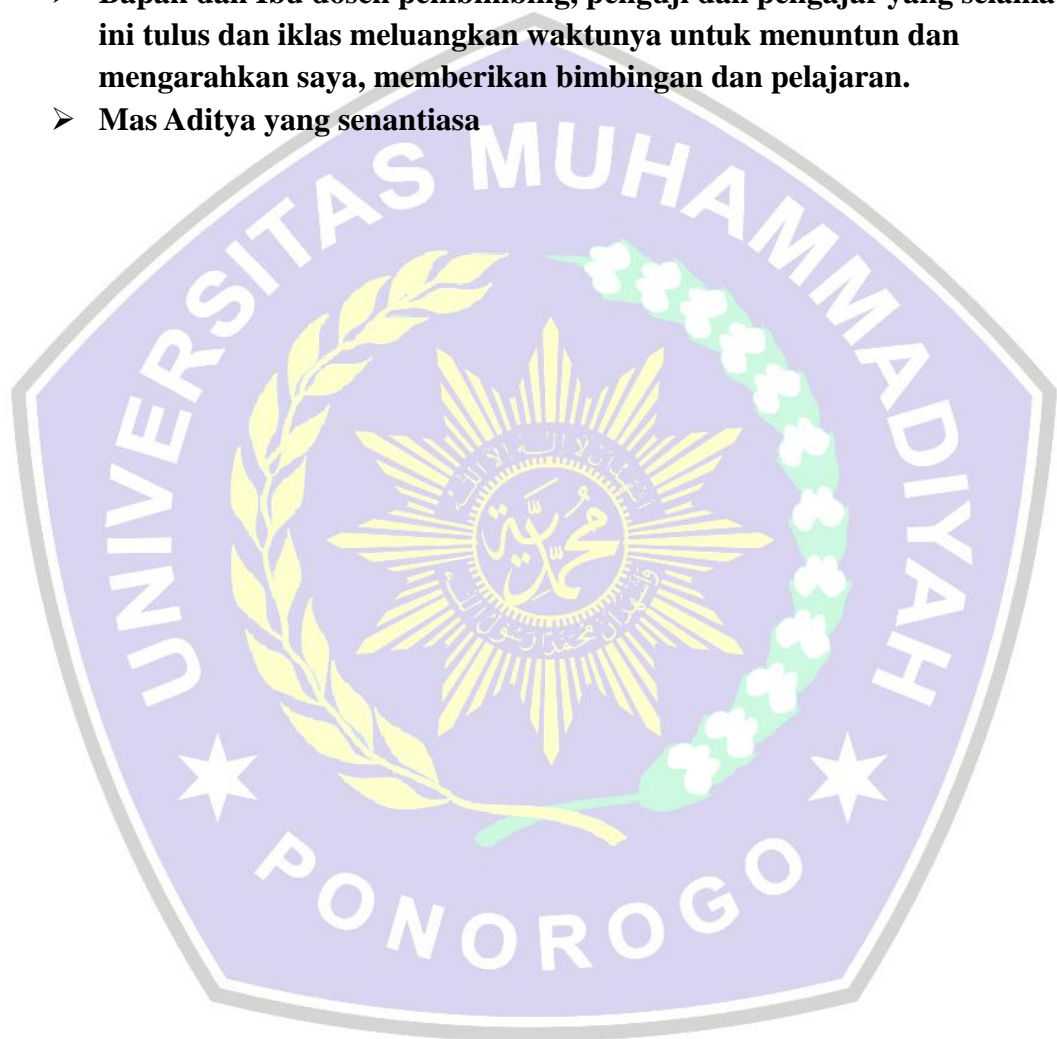 ➢ Bapak dan Ibu dosen pembimbing, penguji dan pengajar yang selama
ini tulus dan iklas meluangkan waktunya untuk menuntun dan
mengarahkan saya, memberikan bimbingan dan pelajaran.
➢ Mas Aditya yang senantiasa
UNIVERSITAS MUHAMMADIYAH
محمدية
PONOROGO